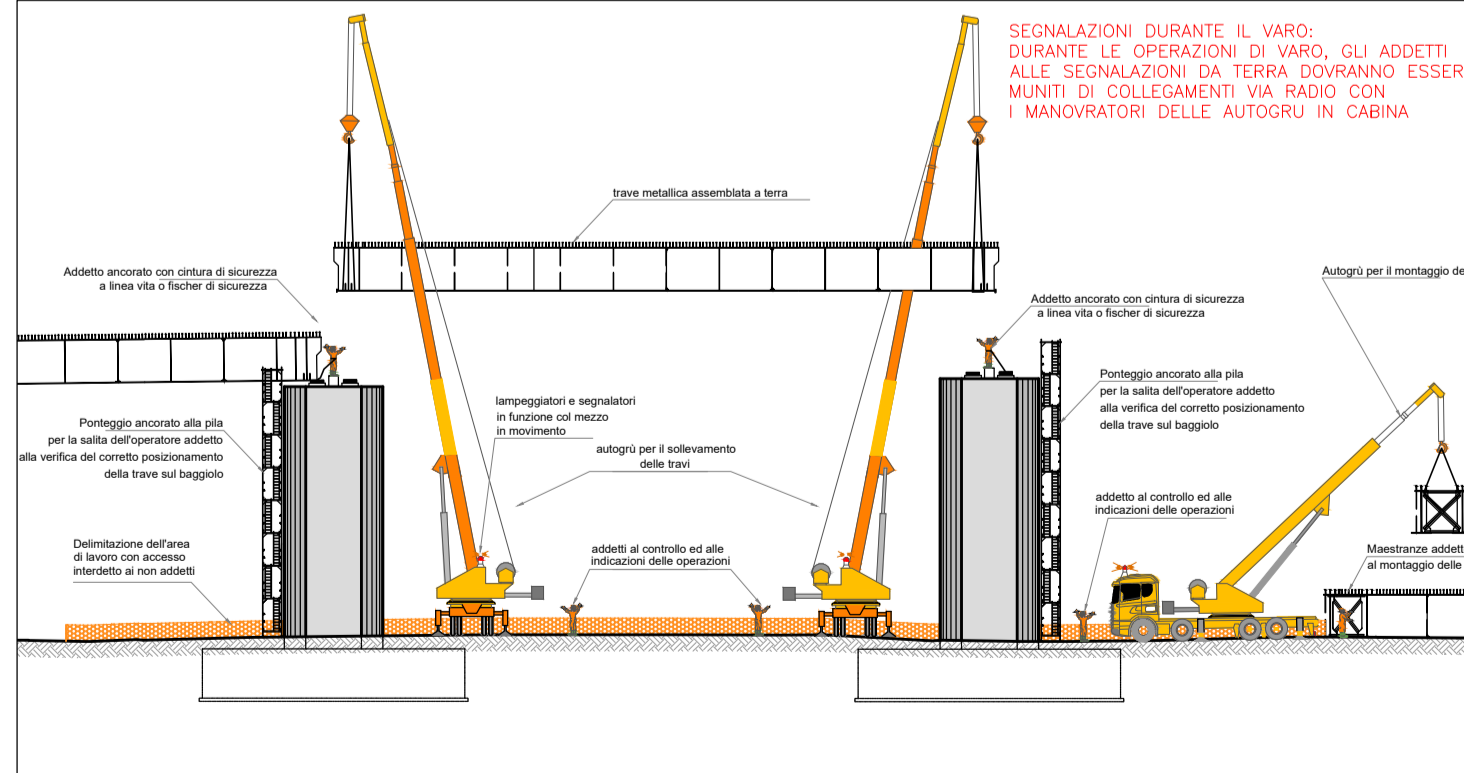 SEGNALAZIONI DURANTE IL VARO:
DURANTE LE OPERAZIONI DI VARO, GLI ADDETTI
ALLE SEGNALAZIONI DA TERRA DOVRANNO ESSER
MUNITI DI COLLEGAMENTI VIA RADIO CON
I MANOVRATORI DELLE AUTOGRU IN CABINA
trave metallica assemblata a terra
Addetto ancorato con cintura di sicurezza
a linea vita o fischer di sicurezza
Autogrù per il montaggio de
Addetto ancorato con cintura di sicurezza
a linea vita o fischer di sicurezza
Ponteggio ancorato alla pila
per la salita dell'operatore addetto
alla verifica del corretto posizionamento
della trave sul baggiolo
lampeggiatori e segnalatori
in funzione col mezzo
in movimento
autogrù per il sollevamento
delle travi
Ponteggio ancorato alla pila
per la salita dell'operatore addetto
alla verifica del corretto posizionamento
della trave sul baggiolo
addetto al controllo ed alle
indicazioni delle operazioni
Delimitazione dell'area
di lavoro con accesso
interdetto ai non addetti
addetti al controllo ed alle
indicazioni delle operazioni
Maestranze addett
al montaggio delle